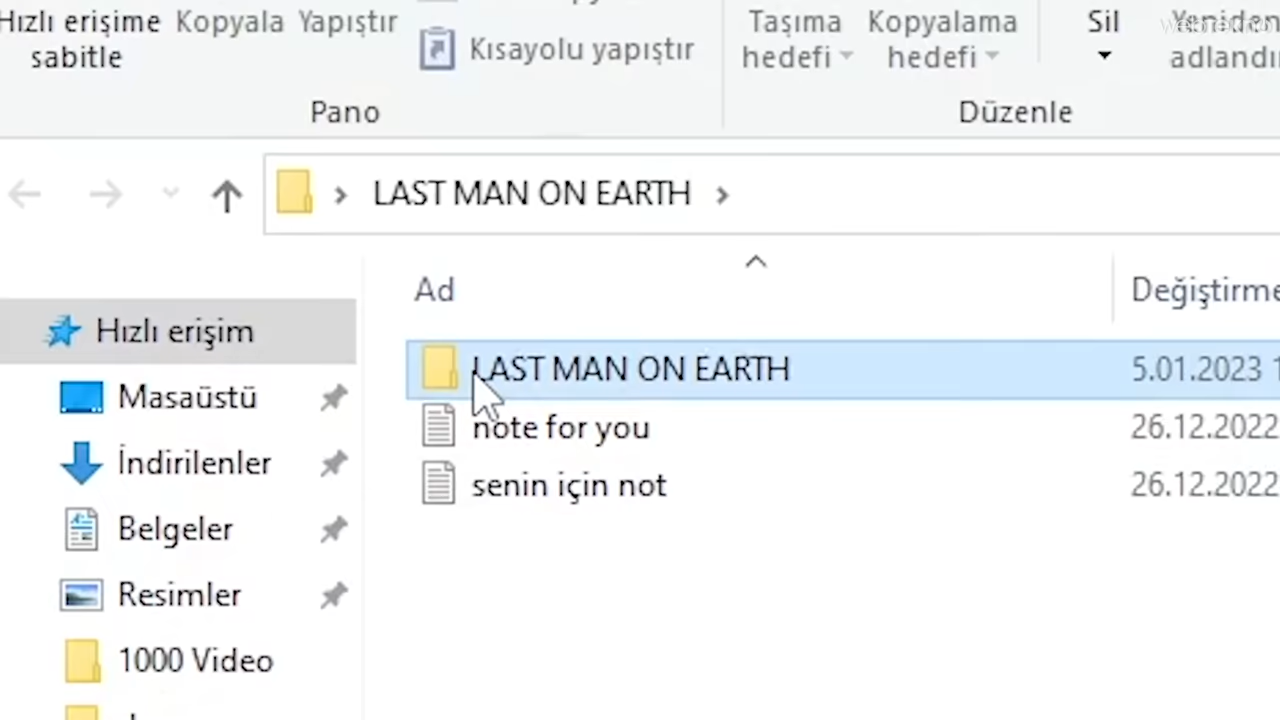 Hızlı erişime sabitle
Kopyala
Yapıştır
Kısayolu yapıştır
Taşıma hedefi
Kopyalama hedefi
Sil
Yeniden
Pano
Düzenle
LAST MAN ON EARTH
Ad
Hızlı erişim
LAST MAN ON EARTH
5.01.2023
Masaüstü
note for you
26.12.2022
İndirilenler
senin için not
26.12.2022
Belgeler
Resimler
1000 Video